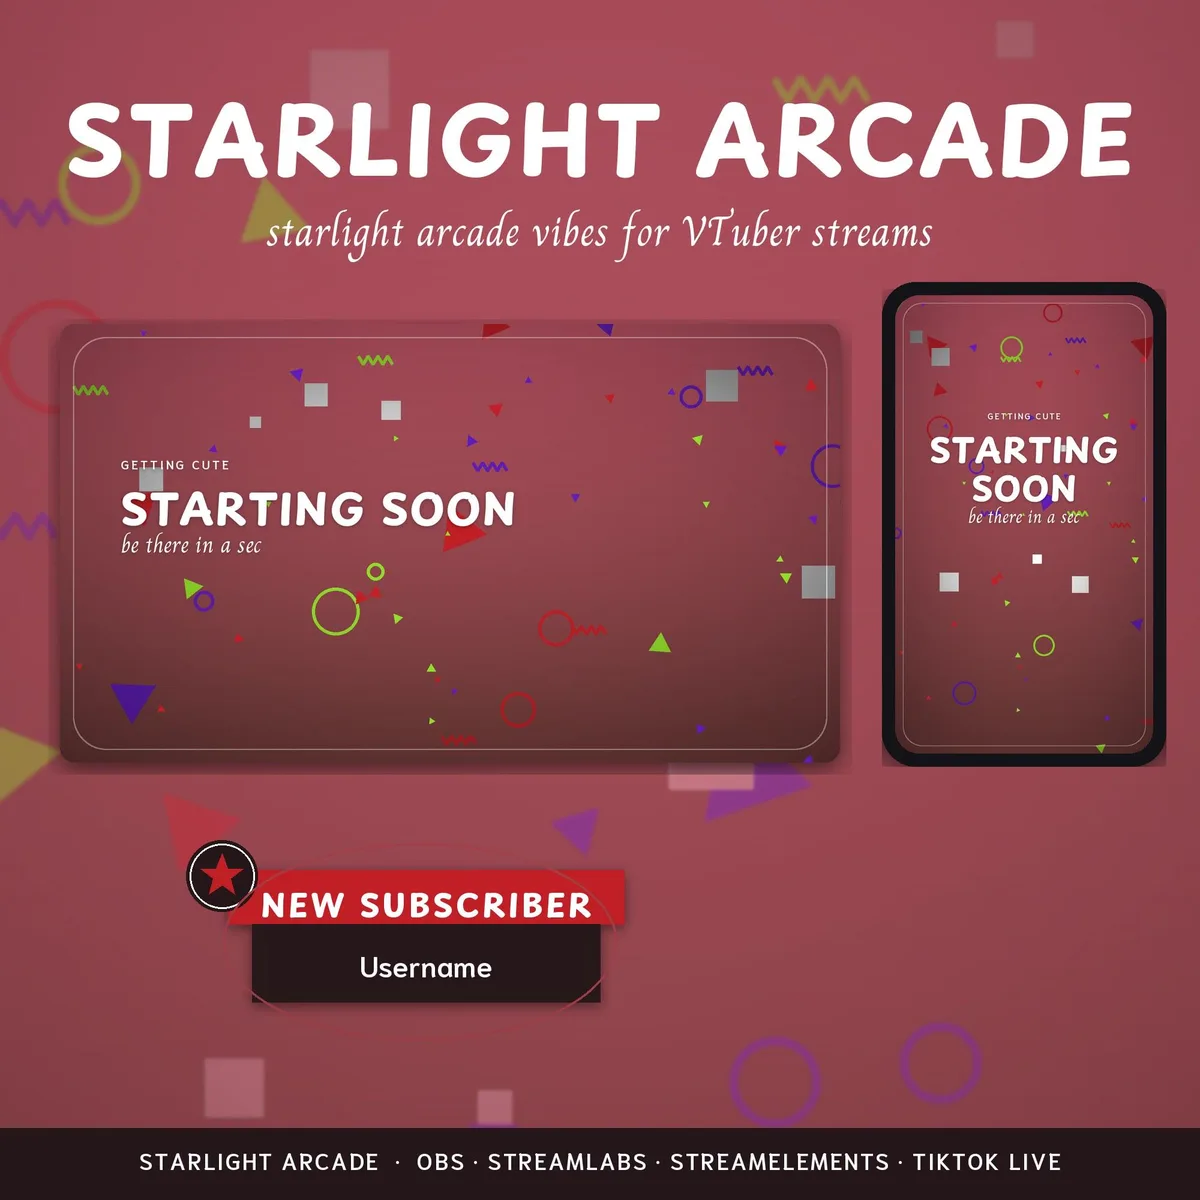 STARLIGHT ARCADE
starlight arcade vibes for VTuber streams
GETTING CUTE
STARTING SOON
be there in a sec
GETTING CUTE
STARTING
SOON
be there in a sec
NEW SUBSCRIBER
Username
STARLIGHT ARCADE · OBS · STREAMLABS · STREAMELEMENTS · TIKTOK LIVE